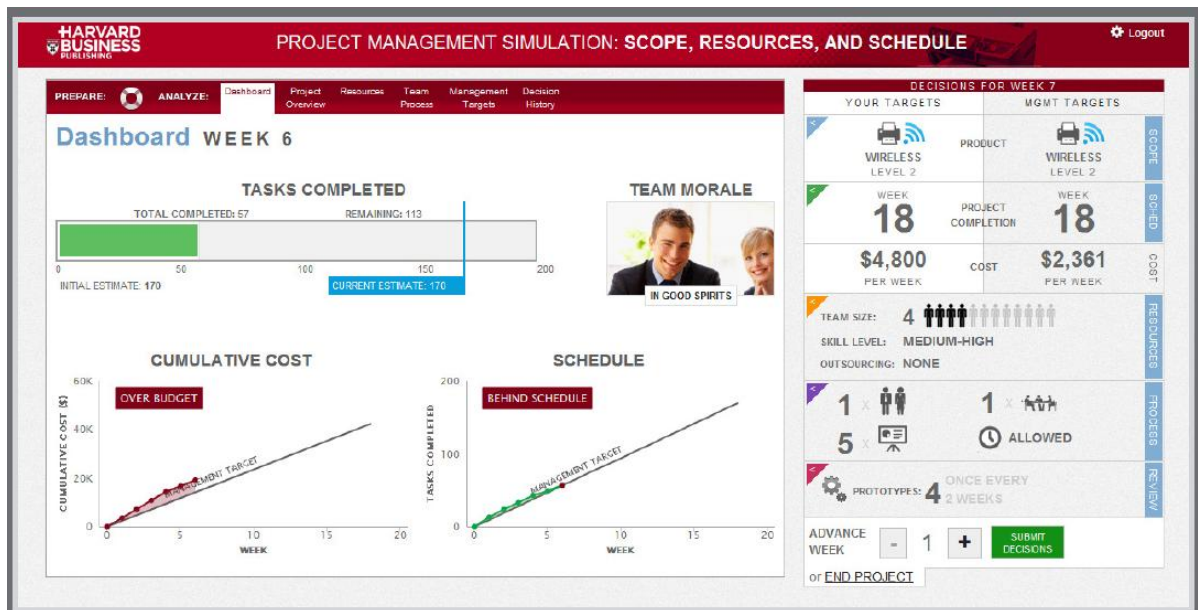 HARVARD
BUSINESS
PUBLISHING
PROJECT MANAGEMENT SIMULATION: SCOPE, RESOURCES, AND SCHEDULE
Logout
PREPARE:
ANALYZE:
Dashboard
Project
Overview
Resources
Team
Process
Management
Targets
Decision
History
Dashboard WEEK 6
TASKS COMPLETED
TOTAL COMPLETED: 57
REMAINING: 113
0 50 100 150 200
INITIAL ESTIMATE: 170
CURRENT ESTIMATE: 170
TEAM MORALE
IN GOOD SPIRITS
CUMULATIVE COST
OVER BUDGET
CUMULATIVE COST ($)
60K
40K
20K
0
MANAGEMENT TARGET
0 5 10 15 20
WEEK
SCHEDULE
BEHIND SCHEDULE
TASKS COMPLETED
200
100
0
MANAGEMENT TARGET
0 5 10 15 20
WEEK
DECISIONS FOR WEEK 7
YOUR TARGETS
MGMT TARGETS
WIRELESS
LEVEL 2
PRODUCT
WIRELESS
LEVEL 2
SCOPE
WEEK
18
PROJECT
COMPLETION
WEEK
18
SCHED
$4,800
PER WEEK
COST
$2,361
PER WEEK
COST
TEAM SIZE: 4
SKILL LEVEL: MEDIUM-HIGH
OUTSOURCING: NONE
RESOURCES
1 x
1 x
5 x
ALLOWED
PROCESS
PROTOTYPES: 4 ONCE EVERY
2 WEEKS
REVIEW
ADVANCE
WEEK
- 1 +
SUBMIT
DECISIONS
or END PROJECT